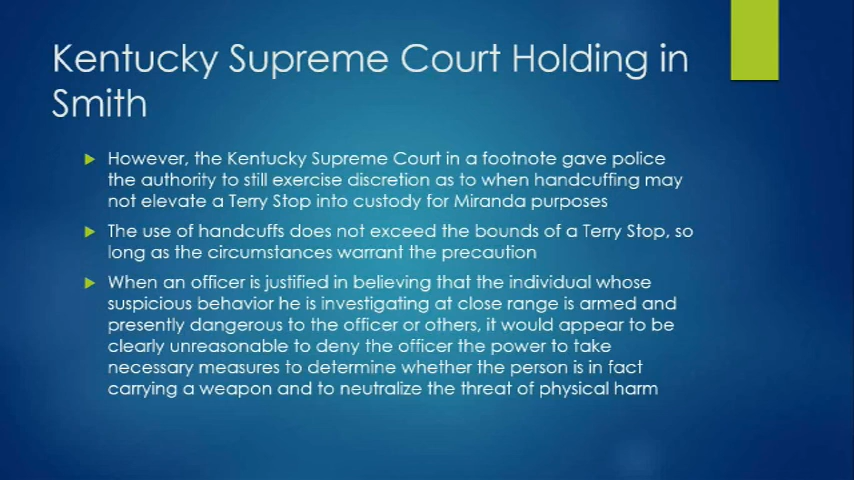 Kentucky Supreme Court Holding in
Smith
However, the Kentucky Supreme Court in a footnote gave police
the authority to still exercise discretion as to when handcuffing may
not elevate a Terry Stop into custody for Miranda purposes
The use of handcuffs does not exceed the bounds of a Terry Stop, so
long as the circumstances warrant the precaution
When an officer is justified in believing that the individual whose
suspicious behavior he is investigating at close range is armed and
presently dangerous to the officer or others, it would appear to be
clearly unreasonable to deny the officer the power to take
necessary measures to determine whether the person is in fact
carrying a weapon and to neutralize the threat of physical harm